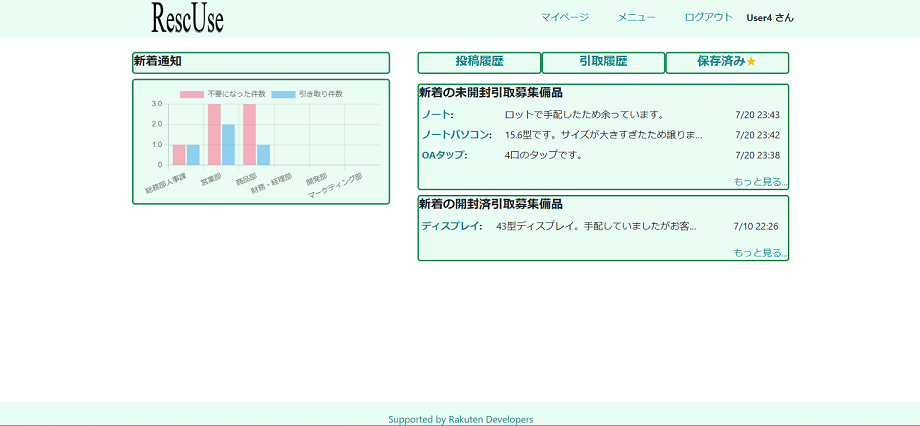 RescUse
マイページ メニュー ログアウト User4 さん
新着通知
不要になった件数 引き取り件数
3.0
2.0
1.0
0
総務部人事課 営業部 商品部 財務・経理部 開発部 マーケティング部
投稿履歴 引取履歴 保存済み★
新着の未開封引取募集備品
ノート: ロットで手配したため余っています。 7/20 23:43
ノートパソコン: 15.6型です。サイズが大きすぎたため譲りま... 7/20 23:42
OAタップ: 4口のタップです。 7/20 23:38
もっと見る...
新着の開封済引取募集備品
ディスプレイ: 43型ディスプレイ。手配していましたがお客... 7/10 22:26
もっと見る...
Supported by Rakuten Developers